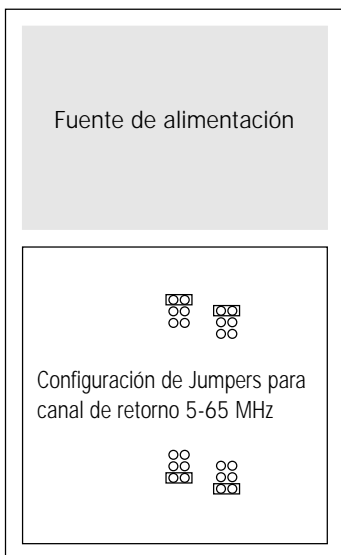 Fuente de alimentación
Configuración de Jumpers para
canal de retorno 5-65 MHz